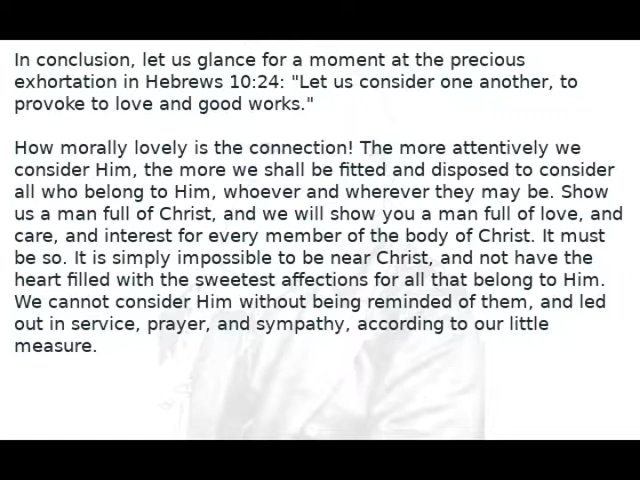 In conclusion, let us glance for a moment at the precious
exhortation in Hebrews 10:24: "Let us consider one another, to
provoke to love and good works."
How morally lovely is the connection! The more attentively we
consider Him, the more we shall be fitted and disposed to consider
all who belong to Him, whoever and wherever they may be. Show
us a man full of Christ, and we will show you a man full of love, and
care, and interest for every member of the body of Christ. It must
be so. It is simply impossible to be near Christ, and not have the
heart filled with the sweetest affections for all that belong to Him.
We cannot consider Him without being reminded of them, and led
out in service, prayer, and sympathy, according to our little
measure.